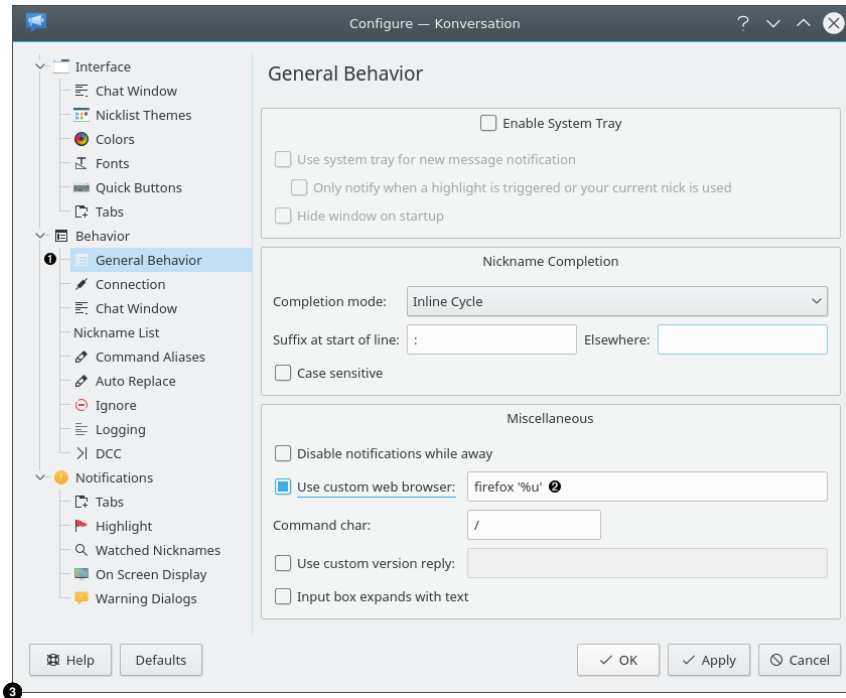 Configure — Konversation
Interface
Chat Window
Nicklist Themes
Colors
Fonts
Quick Buttons
Tabs
Behavior
❶ General Behavior
Connection
Chat Window
Nickname List
Command Aliases
Auto Replace
Ignore
Logging
DCC
Notifications
Tabs
Highlight
Watched Nicknames
On Screen Display
Warning Dialogs
General Behavior
Enable System Tray
Use system tray for new message notification
Only notify when a highlight is triggered or your current nick is used
Hide window on startup
Nickname Completion
Completion mode: Inline Cycle
Suffix at start of line: : Elsewhere:
Case sensitive
Miscellaneous
Disable notifications while away
Use custom web browser: firefox '%u' ❷
Command char: /
Use custom version reply:
Input box expands with text
Help Defaults OK Apply Cancel
❸